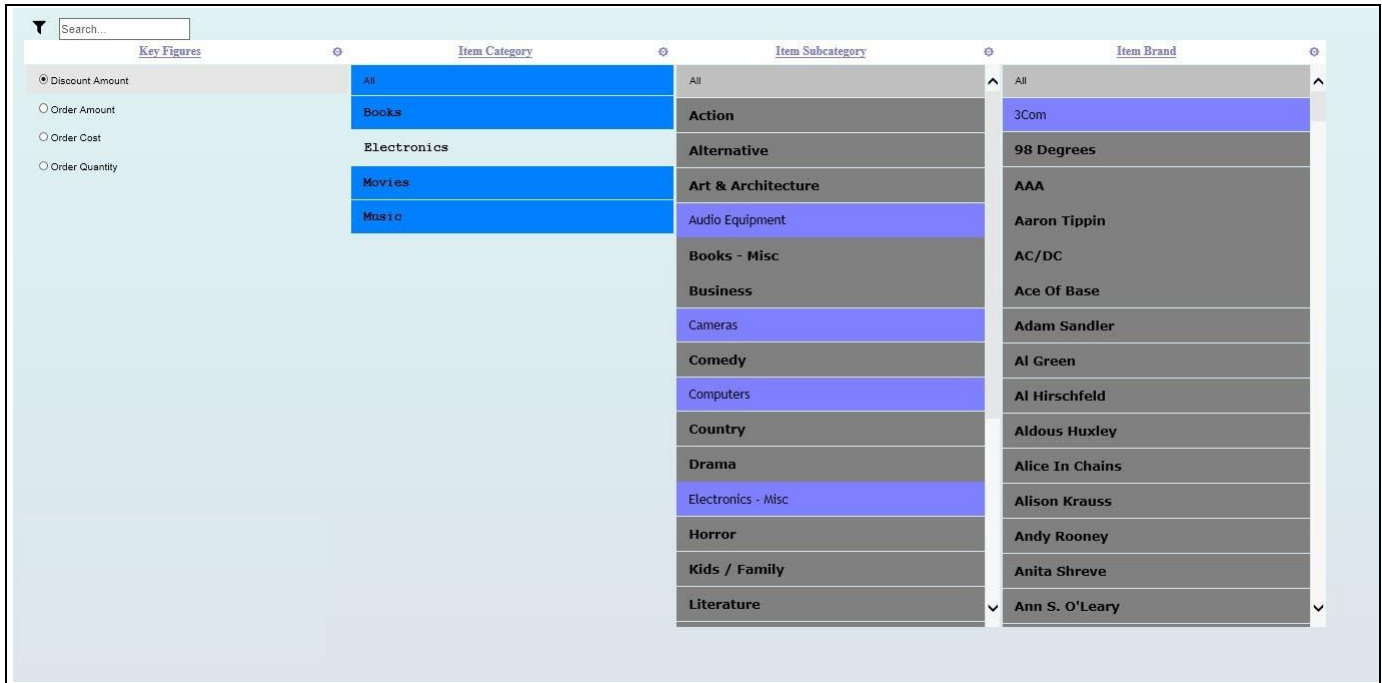 Search...
Key Figures
Item Category
Item Subcategory
Item Brand
Discount Amount
Order Amount
Order Cost
Order Quantity
All
Books
Electronics
Movies
Music
All
Action
Alternative
Art & Architecture
Audio Equipment
Books - Misc
Business
Cameras
Comedy
Computers
Country
Drama
Electronics - Misc
Horror
Kids / Family
Literature
All
3Com
98 Degrees
AAA
Aaron Tippin
AC/DC
Ace Of Base
Adam Sandler
Al Green
Al Hirschfeld
Aldous Huxley
Alice In Chains
Alison Krauss
Andy Rooney
Anita Shreve
Ann S. O'Leary